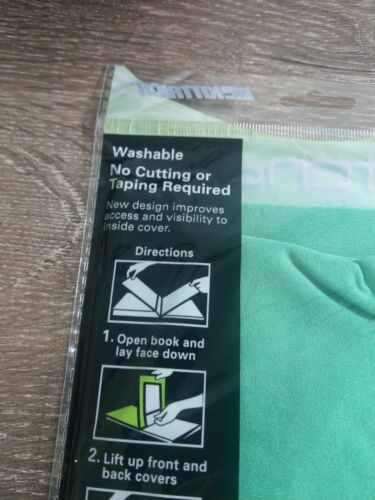 Washable
No Cutting or
Taping Required
New design improves
access and visibility to
inside cover.
Directions
1. Open book and
lay face down
2. Lift up front and
back covers